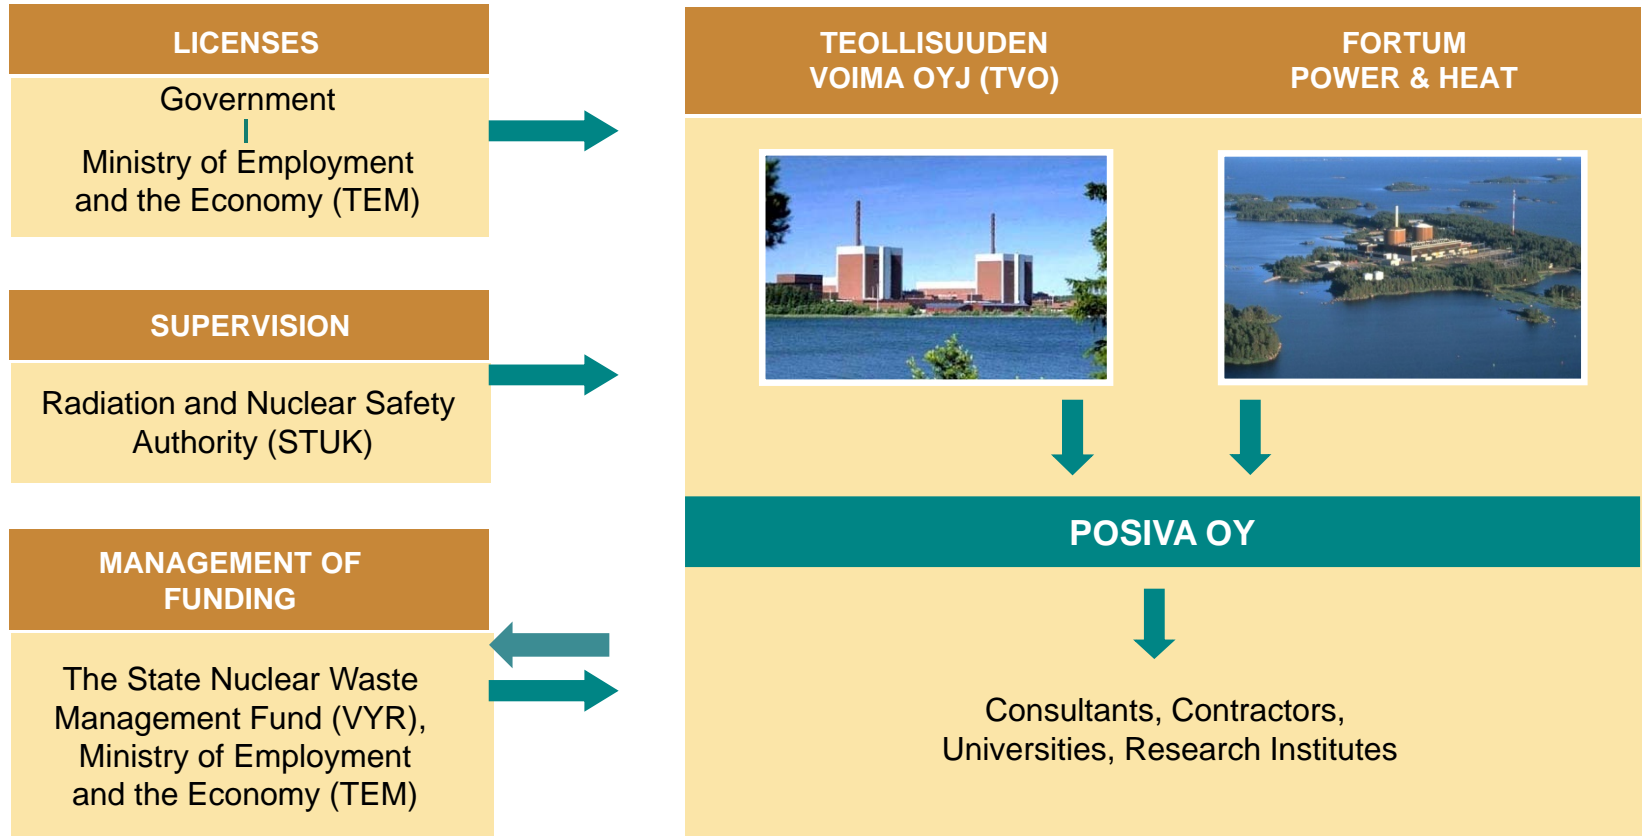 LICENSES
Government
Ministry of Employment
and the Economy (TEM)
SUPERVISION
Radiation and Nuclear Safety
Authority (STUK)
MANAGEMENT OF
FUNDING
The State Nuclear Waste
Management Fund (VYR),
Ministry of Employment
and the Economy (TEM)
TEOLLISUUDEN
VOIMA OYJ (TVO)
FORTUM
POWER & HEAT
POSIVA OY
Consultants, Contractors,
Universities, Research Institutes